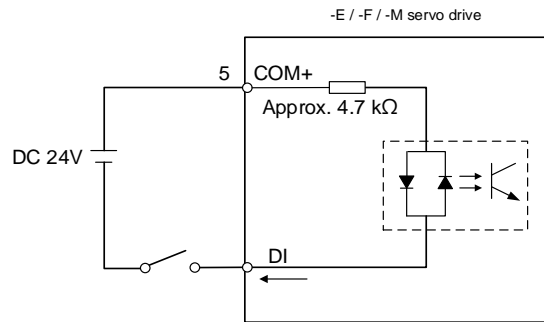 -E / -F / -M servo drive
5 COM+
Approx. 4.7 kΩ
DC 24V
DI